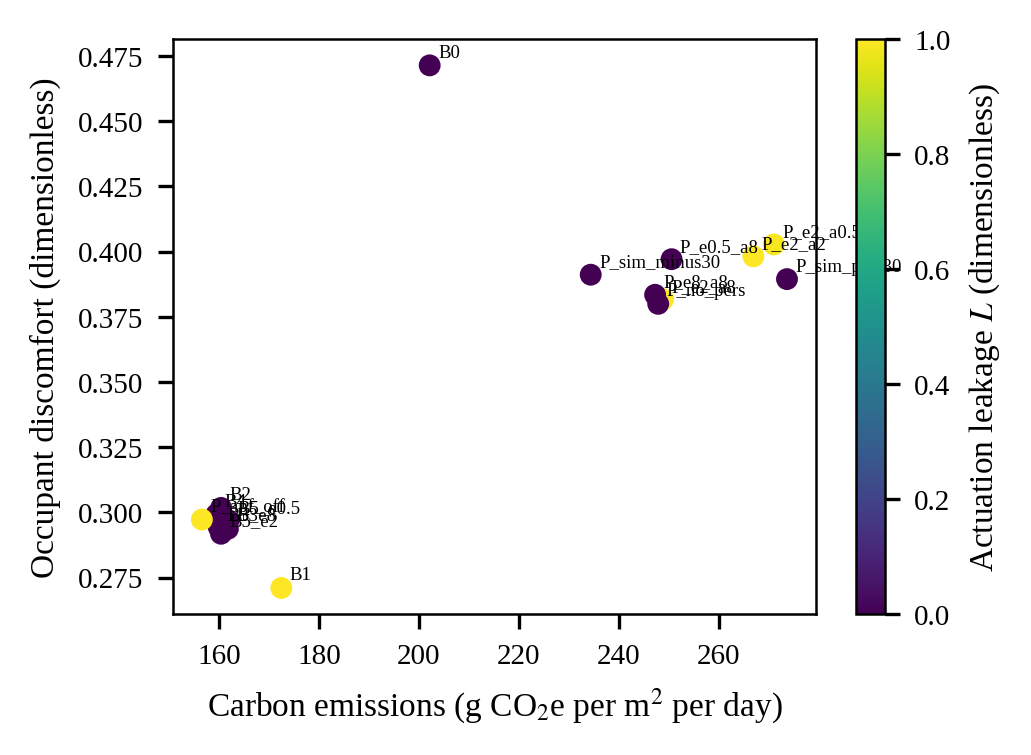 0.475
0.450
0.425
0.400
0.375
0.350
0.325
0.300
0.275
Occupant discomfort (dimensionless)
160
180
200
220
240
260
Carbon emissions (g CO₂e per m² per day)
B0
P_e2_a0.5
P_e0.5_a8
P_e2_a2
P_sim_minus30
P_e8_a8
P_no_pers
B2
B3_e2
B1
1.0
0.8
0.6
0.4
0.2
0.0
Actuation leakage L (dimensionless)